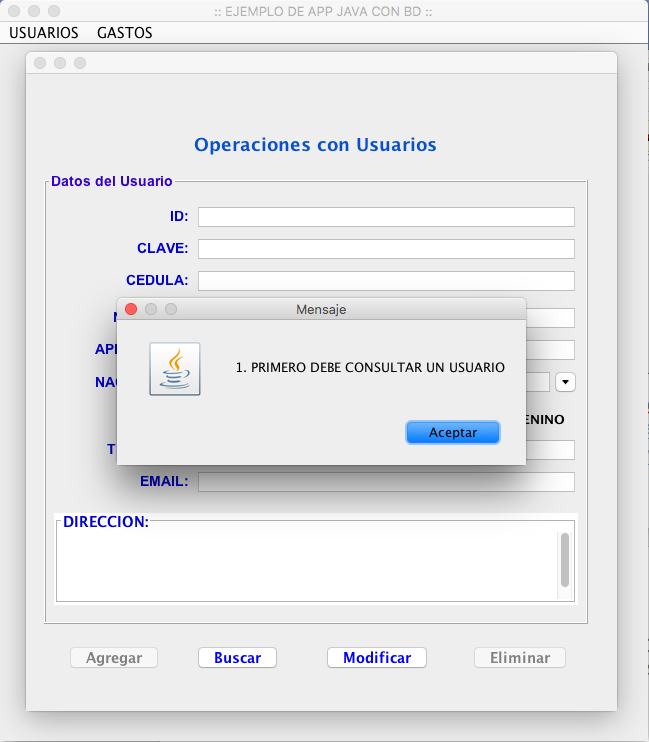 :: EJEMPLO DE APP JAVA CON BD ::
USUARIOS GASTOS
Operaciones con Usuarios
Datos del Usuario
ID:
CLAVE:
CEDULA:
Mensaje
1. PRIMERO DEBE CONSULTAR UN USUARIO
Aceptar
EMAIL:
DIRECCION:
Agregar Buscar Modificar Eliminar